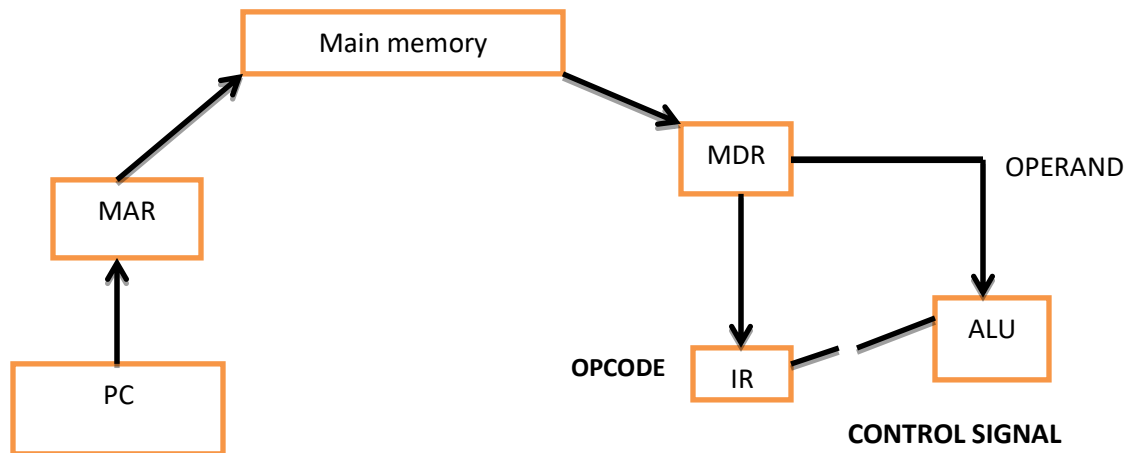 Main memory
MDR
OPERAND
MAR
ALU
OPCODE
IR
PC
CONTROL SIGNAL